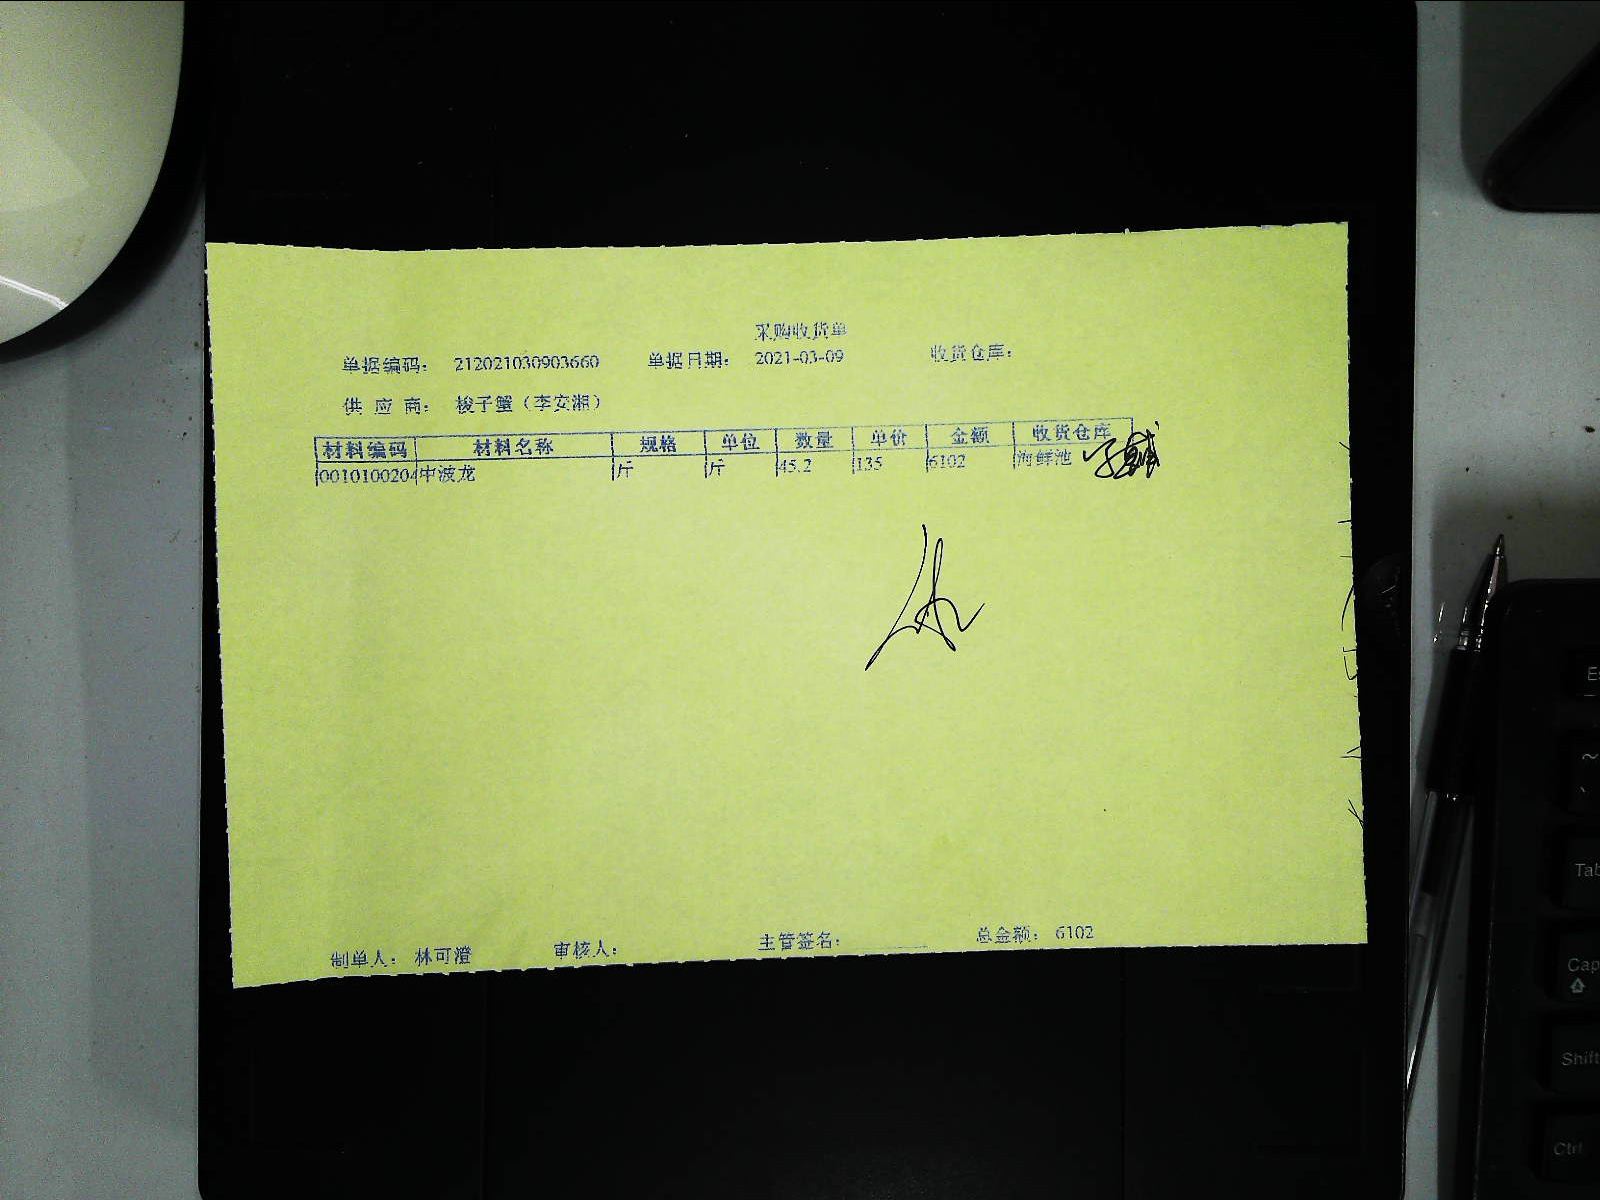 采购收货单
单据编码： 212021030903660 单据日期： 2021-03-09 收货仓库：
供 应 商： 梭子蟹（李安湘）
材料编码 材料名称 规格 单位 数量 单价 金额 收货仓库
0010100204 中波龙 斤 斤 45.2 135 6102 海鲜池
制单人： 林可澄 审核人： 主管签名： 总金额： 6102
Tab
Cap
Shift
Ctrl